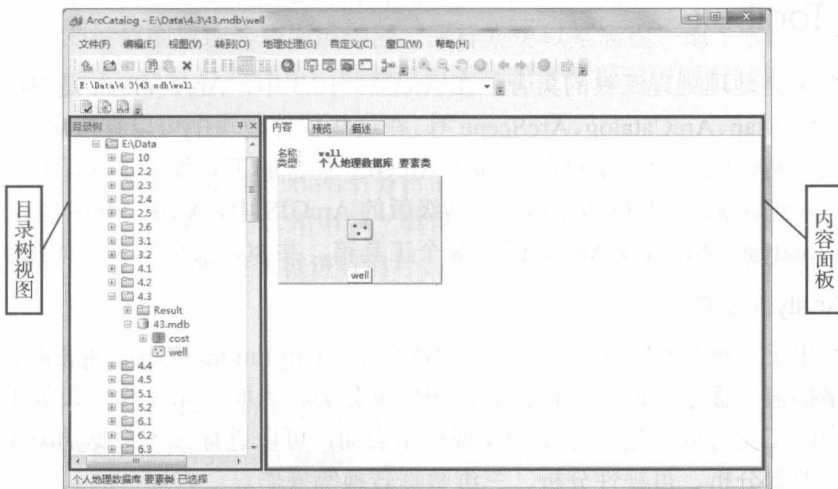 ArcCatalog - E:\Data\4.3\43.mdb\well
文件(F) 编辑(E) 视图(V) 转到(O) 地理处理(G) 自定义(C) 窗口(W) 帮助(H)
E:\Data\4.3\43.mdb\well
目录树
内容 预览 描述
E:\Data
10
2.2
2.3
2.4
2.5
2.6
3.1
3.2
4.1
4.2
4.3
Result
43.mdb
cost
well
4.4
4.5
5.1
5.2
6.1
6.2
6.3
名称: well
类型: 个人地理数据库 要素类
well
个人地理数据库 要素类 已选择
目录树视图
内容面板